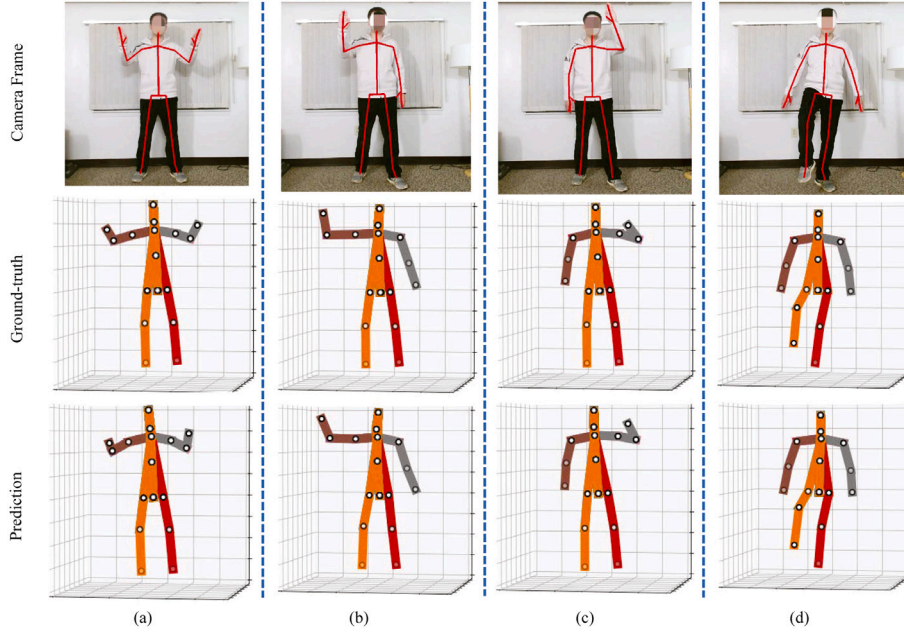 Camera Frame
Ground-truth
Prediction
(a)
(b)
(c)
(d)